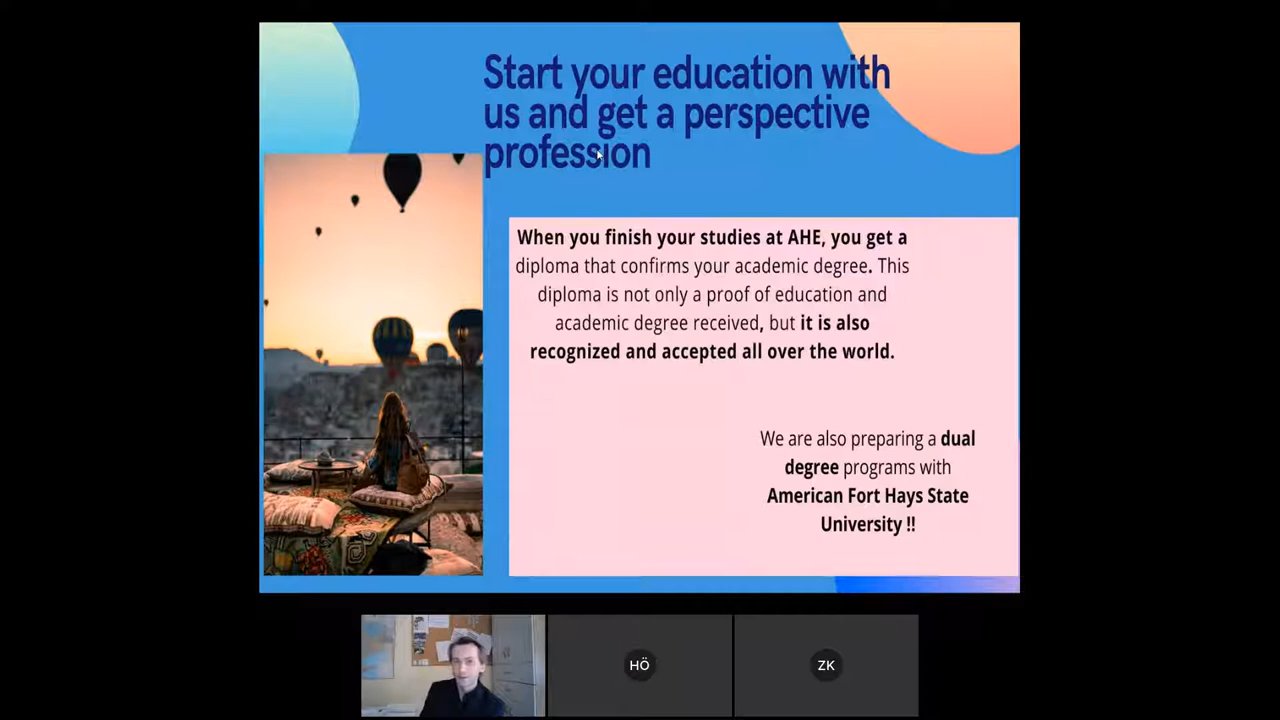 Start your education with
us and get a perspective
profession
When you finish your studies at AHE, you get a
diploma that confirms your academic degree. This
diploma is not only a proof of education and
academic degree received, but it is also
recognized and accepted all over the world.
We are also preparing a dual
degree programs with
American Fort Hays State
University !!
HÖ
ZK